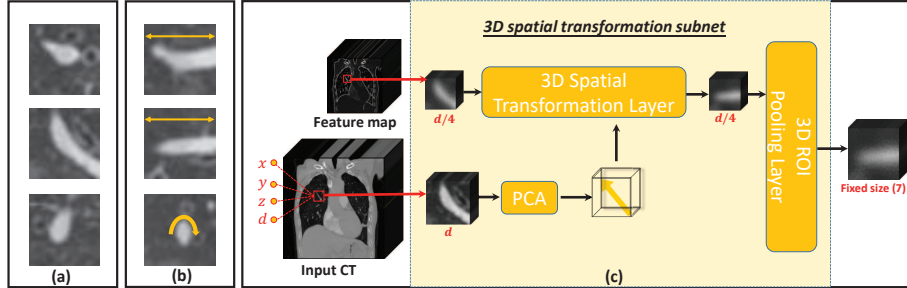 (a)
(b)
3D spatial transformation subnet
Feature map
d/4
3D Spatial
Transformation Layer
d/4
3D ROI
Pooling Layer
Fixed size (7)
x
y
z
d
d
PCA
Input CT
(c)